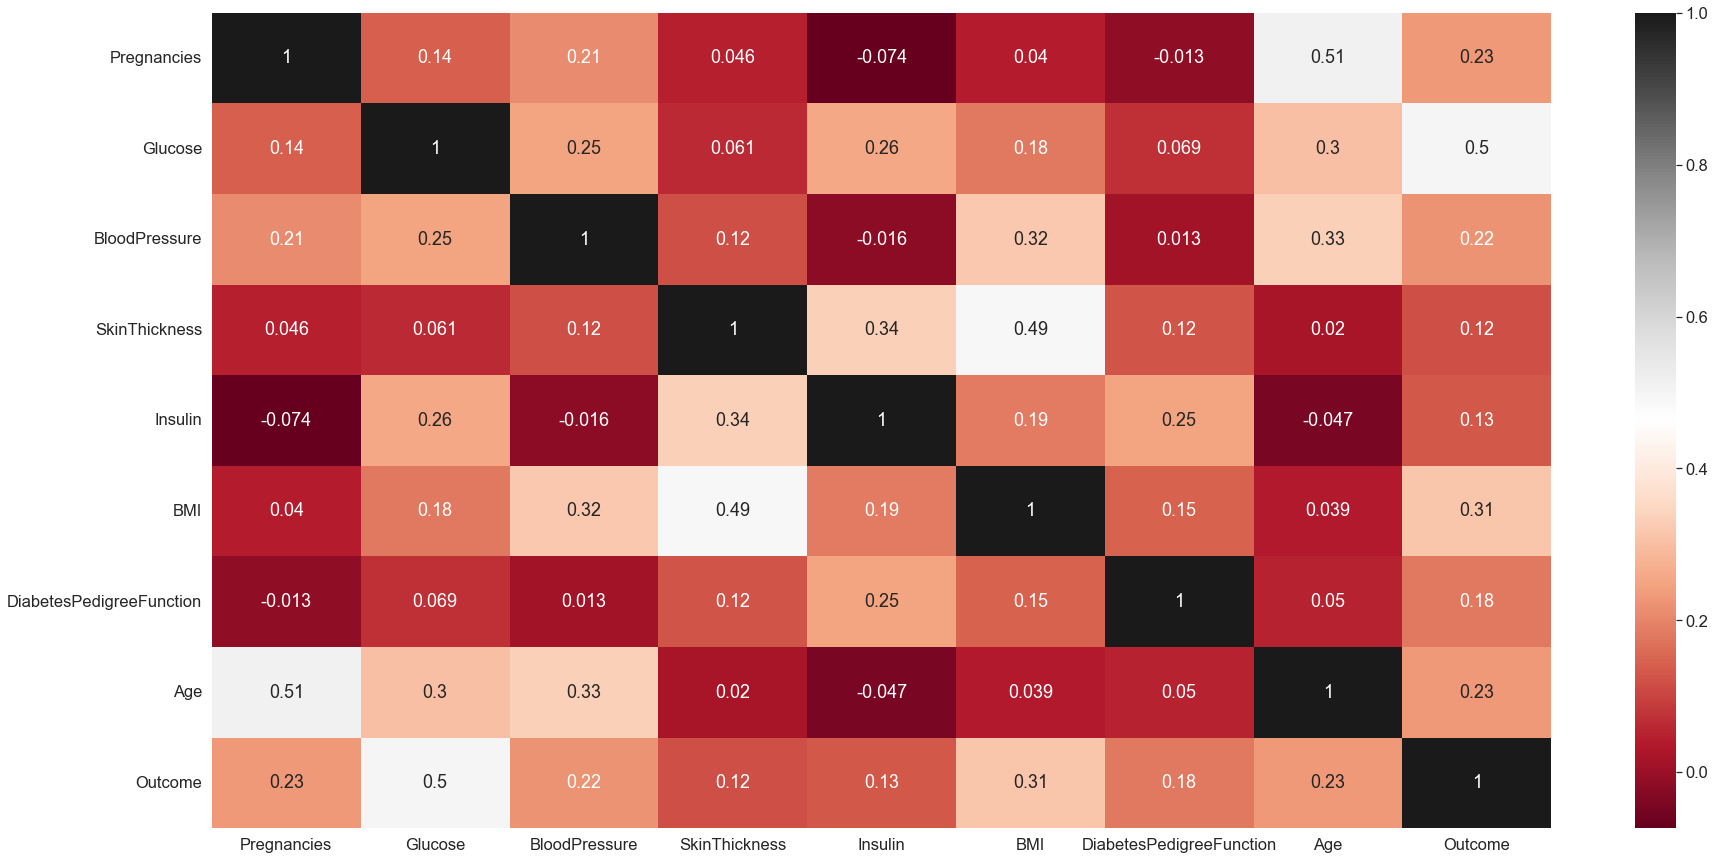 Pregnancies 1 0.14 0.21 0.046 -0.074 0.04 -0.013 0.51 0.23
Glucose 0.14 1 0.25 0.061 0.26 0.18 0.069 0.3 0.5
BloodPressure 0.21 0.25 1 0.12 -0.016 0.32 0.013 0.33 0.22
SkinThickness 0.046 0.061 0.12 1 0.34 0.49 0.12 0.02 0.12
Insulin -0.074 0.26 -0.016 0.34 1 0.19 0.25 -0.047 0.13
BMI 0.04 0.18 0.32 0.49 0.19 1 0.15 0.039 0.31
DiabetesPedigreeFunction -0.013 0.069 0.013 0.12 0.25 0.15 1 0.05 0.18
Age 0.51 0.3 0.33 0.02 -0.047 0.039 0.05 1 0.23
Outcome 0.23 0.5 0.22 0.12 0.13 0.31 0.18 0.23 1
Pregnancies Glucose BloodPressure SkinThickness Insulin BMI DiabetesPedigreeFunction Age Outcome
1.0
0.8
0.6
0.4
0.2
0.0